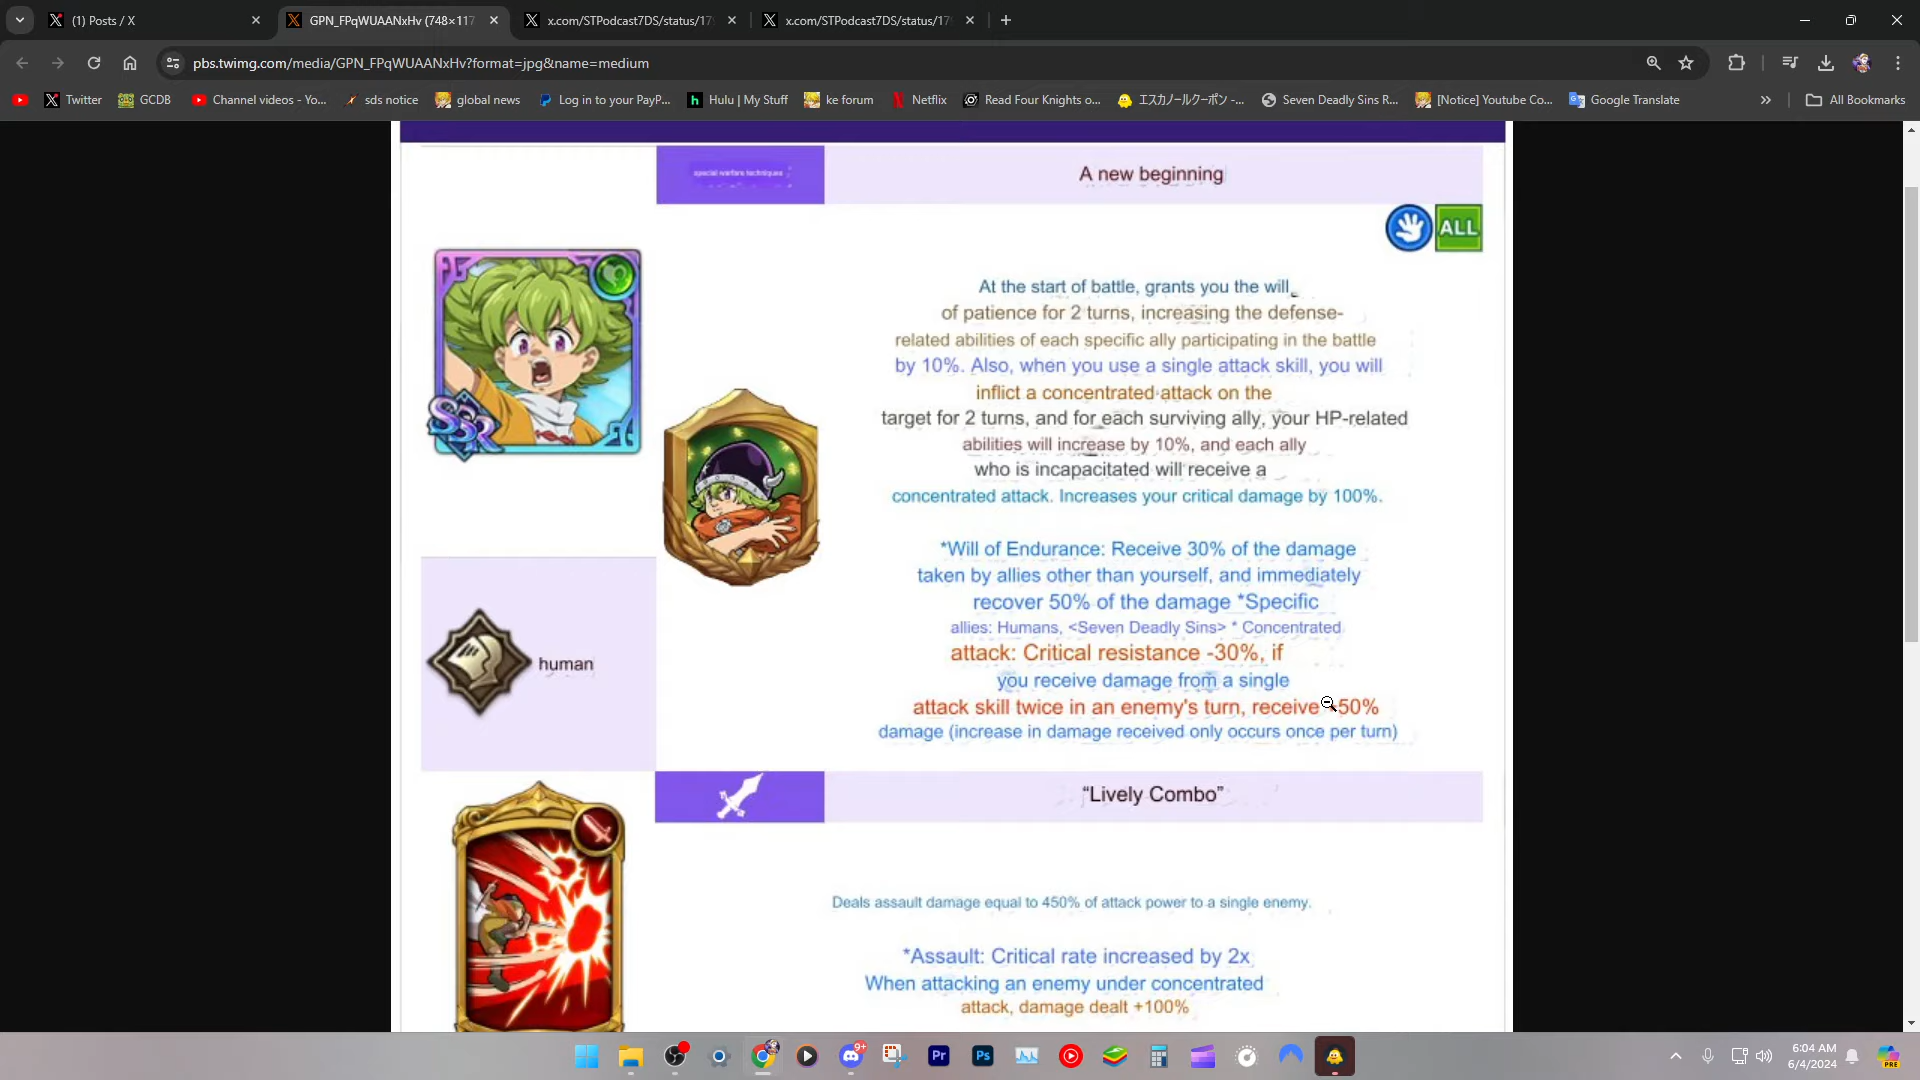 (1) Posts / X
GPN_FPqWUAANxHv (748×117
x.com/STPodcast7DS/status/17
x.com/STPodcast7DS/status/17
pbs.twimg.com/media/GPN_FPqWUAANxHv?format=jpg&name=medium
Twitter
GCDB
Channel videos - Yo...
sds notice
global news
Log in to your PayP...
Hulu | My Stuff
ke forum
Netflix
Read Four Knights o...
エスカノールクーポン -...
Seven Deadly Sins R...
[Notice] Youtube Co...
Google Translate
All Bookmarks
special warfare techniques
A new beginning
ALL
At the start of battle, grants you the will
of patience for 2 turns, increasing the defense-
related abilities of each specific ally participating in the battle
by 10%. Also, when you use a single attack skill, you will
inflict a concentrated attack on the
target for 2 turns, and for each surviving ally, your HP-related
abilities will increase by 10%, and each ally
who is incapacitated will receive a
concentrated attack. Increases your critical damage by 100%.
*Will of Endurance: Receive 30% of the damage
taken by allies other than yourself, and immediately
recover 50% of the damage *Specific
allies: Humans, <Seven Deadly Sins> * Concentrated
attack: Critical resistance -30%, if
you receive damage from a single
attack skill twice in an enemy's turn, receive +50%
damage (increase in damage received only occurs once per turn)
SSR
human
“Lively Combo”
Deals assault damage equal to 450% of attack power to a single enemy.
*Assault: Critical rate increased by 2x
When attacking an enemy under concentrated
attack, damage dealt +100%
9+
Pr
Ps
6:04 AM
6/4/2024
PRE